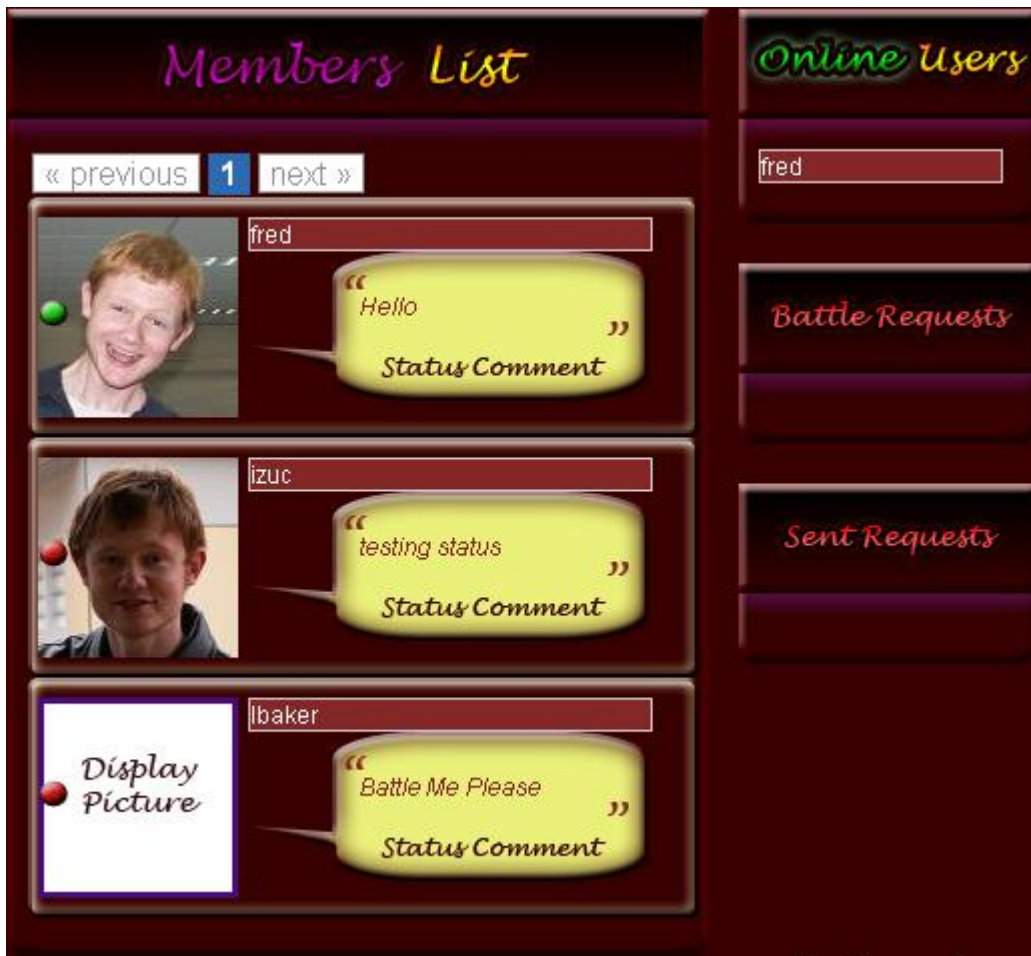 Members List
« previous 1 next »
fred
“
Hello
”
Status Comment
izuc
“
testing status
”
Status Comment
Display
Picture
lbaker
“
Battle Me Please
”
Status Comment
Online Users
fred
Battle Requests
Sent Requests